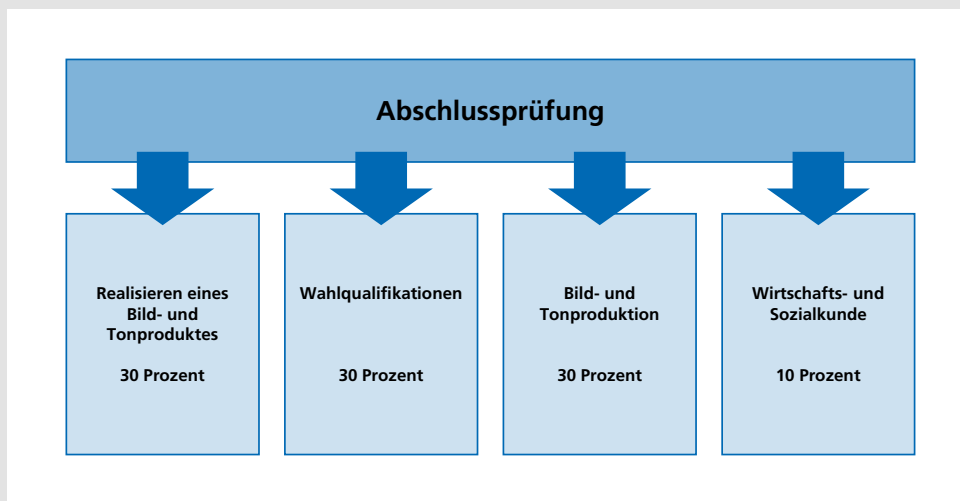 Abschlussprüfung
Realisieren eines
Bild- und
Tonproduktes
30 Prozent
Wahlqualifikationen
30 Prozent
Bild- und
Tonproduktion
30 Prozent
Wirtschafts- und
Sozialkunde
10 Prozent